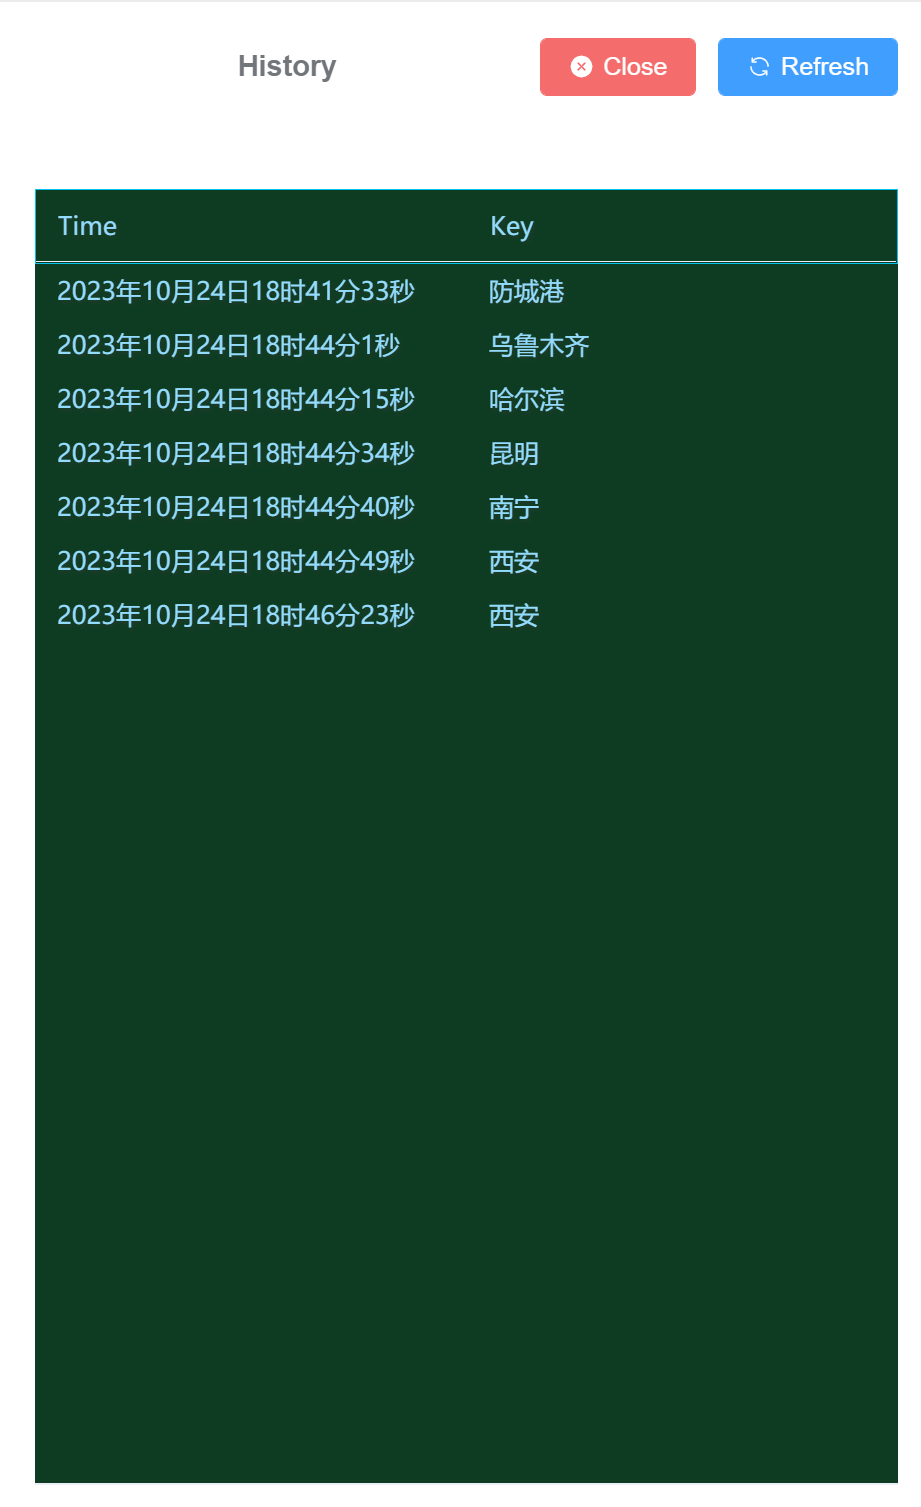 History Close Refresh
Time Key
2023年10月24日18时41分33秒 防城港
2023年10月24日18时44分1秒 乌鲁木齐
2023年10月24日18时44分15秒 哈尔滨
2023年10月24日18时44分34秒 昆明
2023年10月24日18时44分40秒 南宁
2023年10月24日18时44分49秒 西安
2023年10月24日18时46分23秒 西安